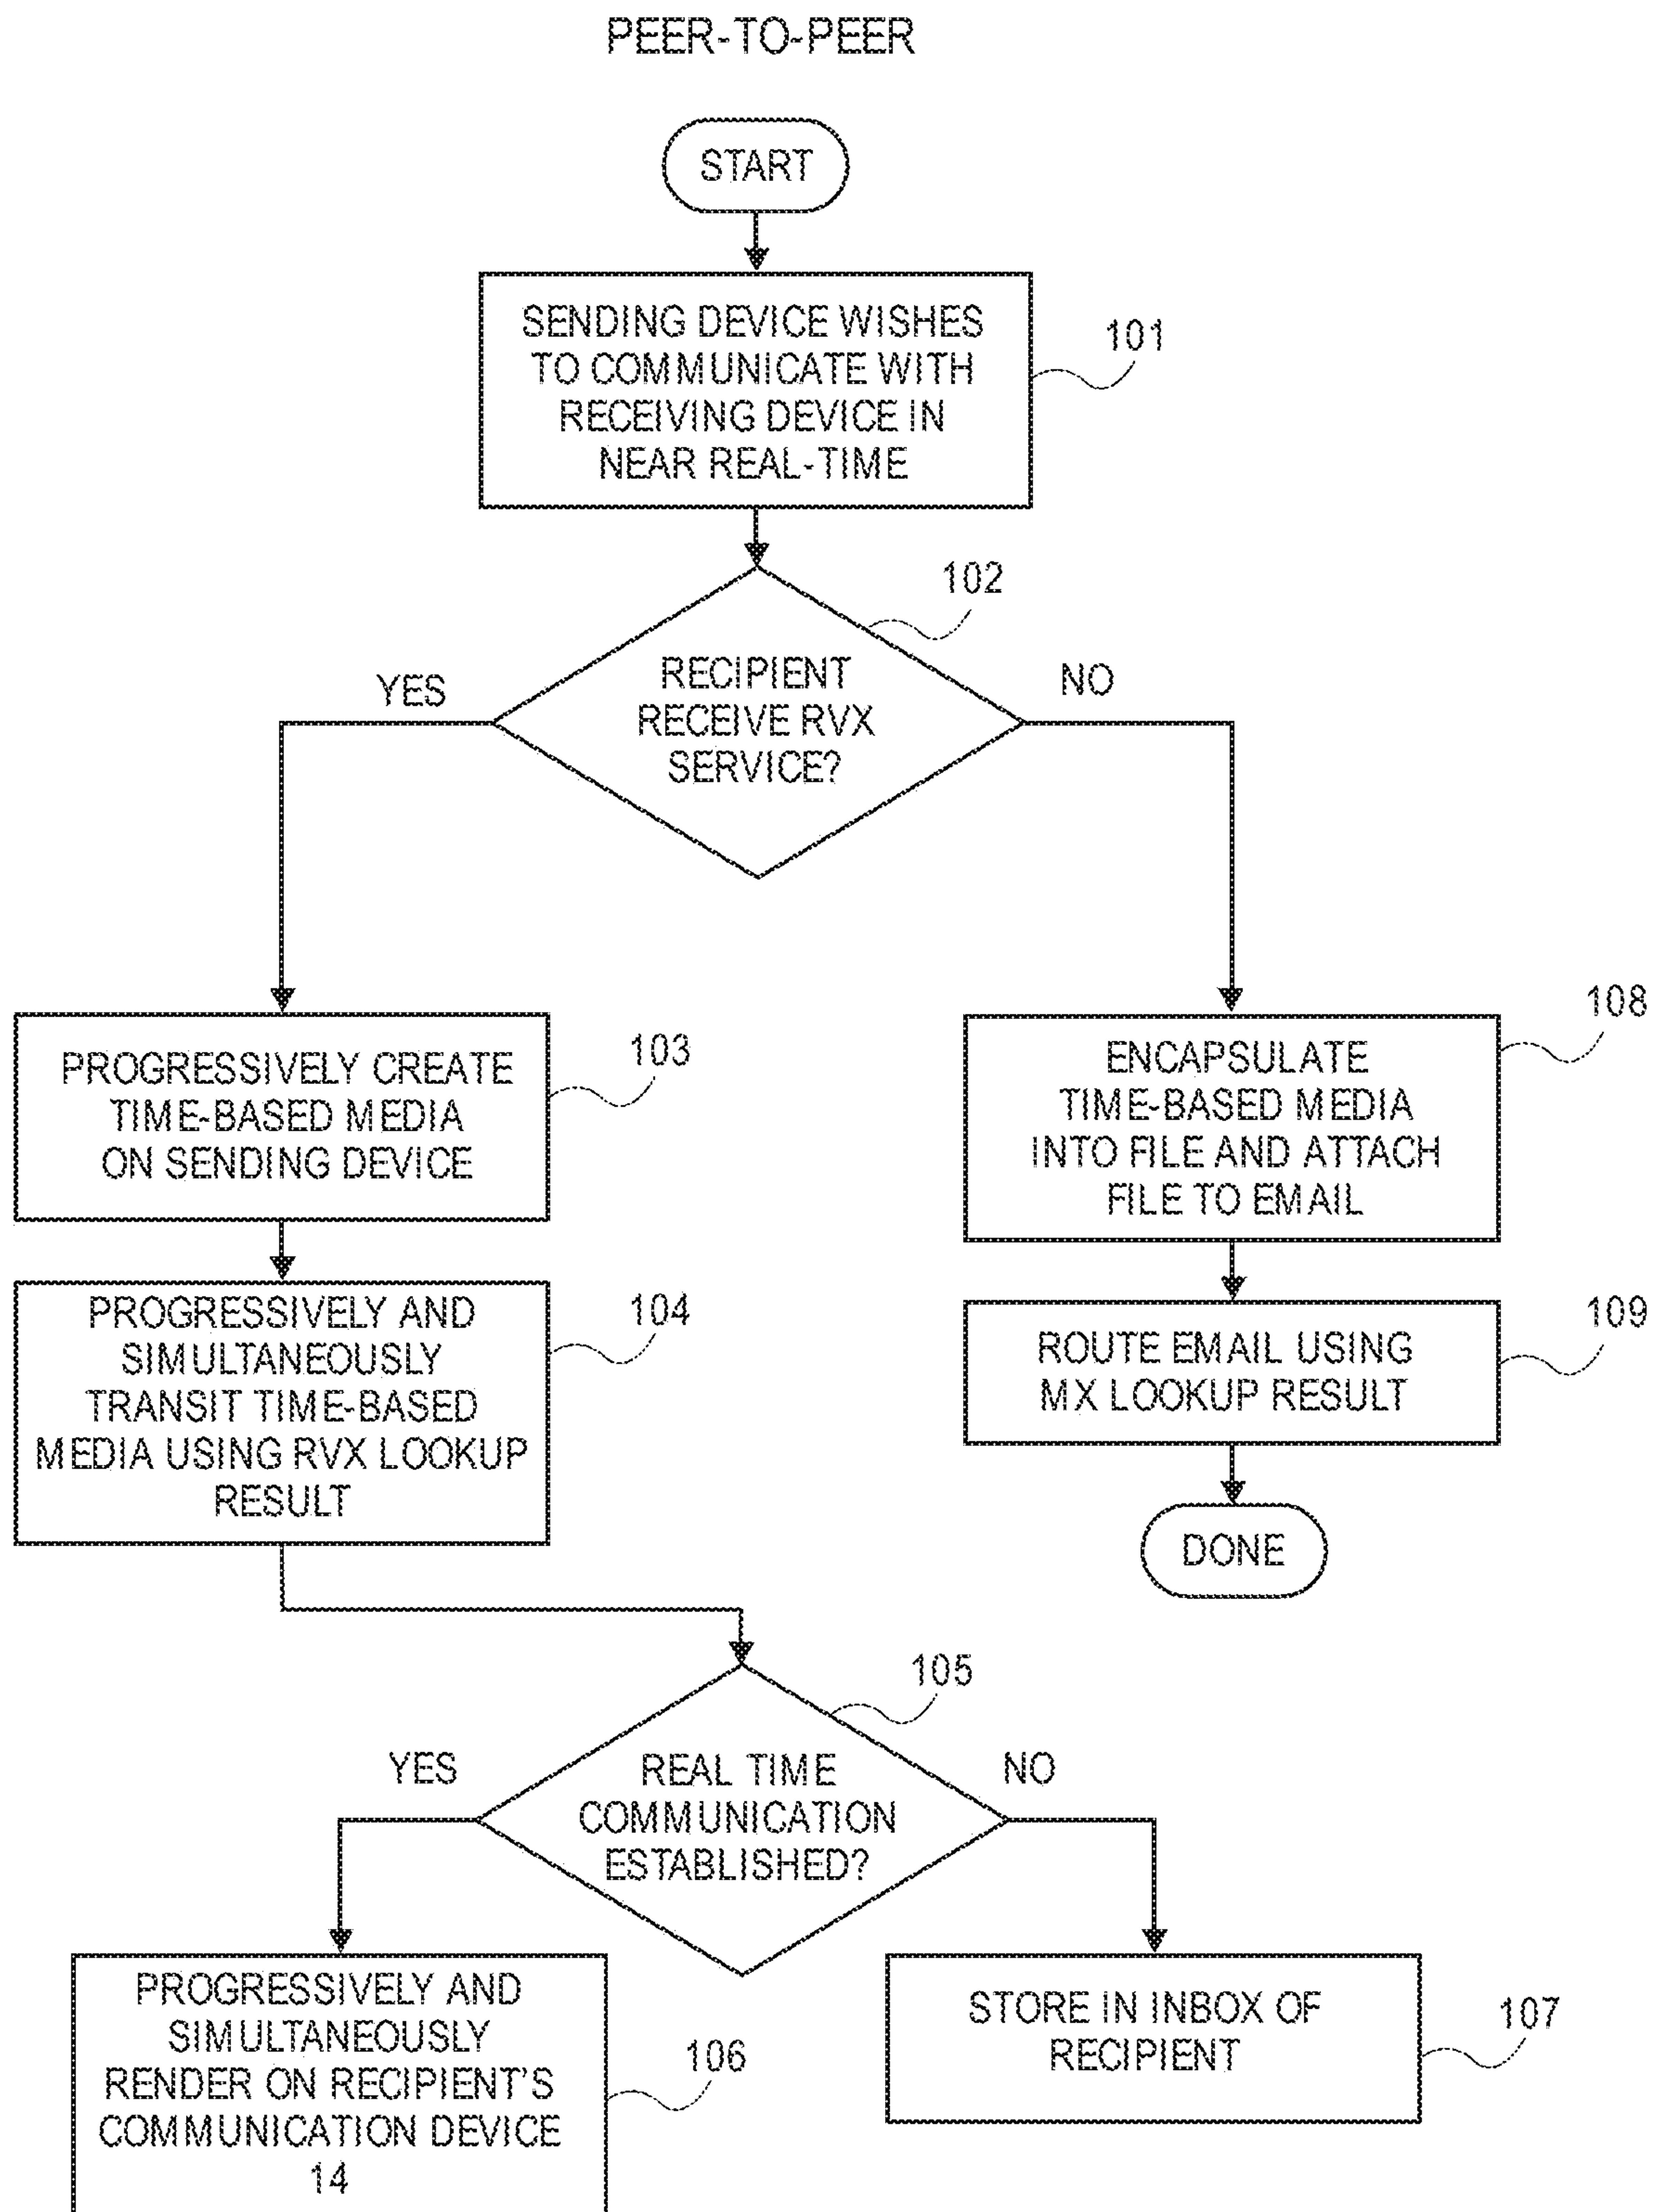 PEER-TO-PEER
START
SENDING DEVICE WISHES
TO COMMUNICATE WITH
RECEIVING DEVICE IN
NEAR REAL-TIME
101
102
RECIPIENT
RECEIVE RVX
SERVICE?
YES
NO
PROGRESSIVELY CREATE
TIME-BASED MEDIA
ON SENDING DEVICE
103
ENCAPSULATE
TIME-BASED MEDIA
INTO FILE AND ATTACH
FILE TO EMAIL
108
PROGRESSIVELY AND
SIMULTANEOUSLY
TRANSIT TIME-BASED
MEDIA USING RVX LOOKUP
RESULT
104
ROUTE EMAIL USING
MX LOOKUP RESULT
109
DONE
105
REAL TIME
COMMUNICATION
ESTABLISHED?
YES
NO
PROGRESSIVELY AND
SIMULTANEOUSLY
RENDER ON RECIPIENT'S
COMMUNICATION DEVICE
14
106
STORE IN INBOX OF
RECIPIENT
107